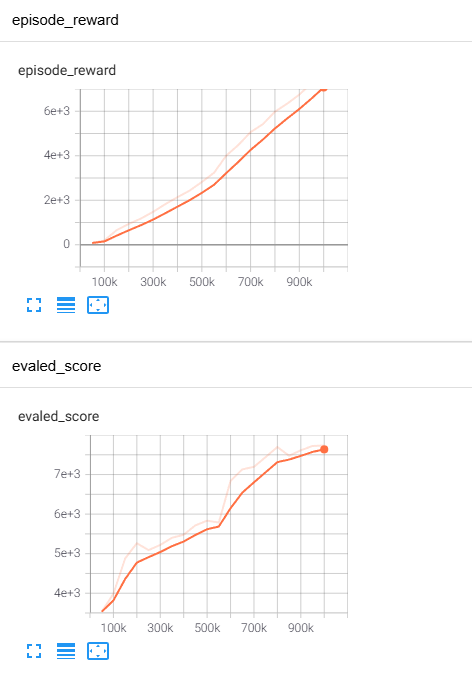 episode_reward
episode_reward
6e+3
4e+3
2e+3
0
100k 300k 500k 700k 900k
evaled_score
evaled_score
7e+3
6e+3
5e+3
4e+3
100k 300k 500k 700k 900k